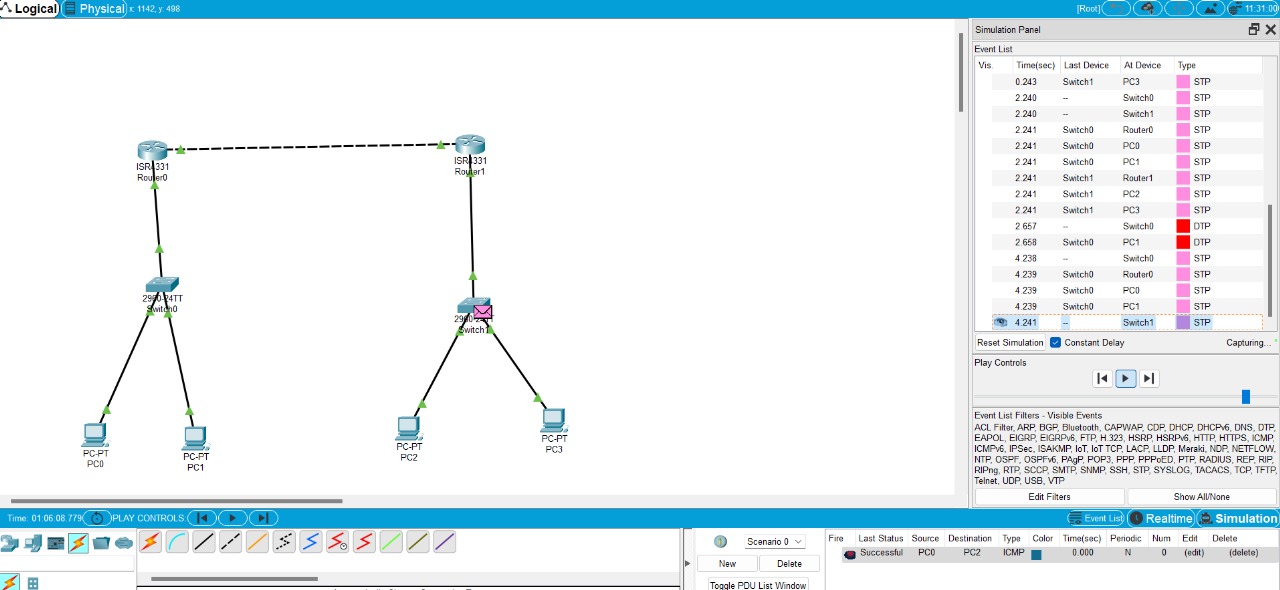 Logical Physical x: 1142, y: 498 [Root] 11:31:00
Simulation Panel
Event List
Vis. Time(sec) Last Device At Device Type
0.243 Switch1 PC3 STP
2.240 -- Switch0 STP
2.240 -- Switch1 STP
2.241 Switch0 Router0 STP
2.241 Switch0 PC0 STP
2.241 Switch0 PC1 STP
2.241 Switch1 Router1 STP
2.241 Switch1 PC2 STP
2.241 Switch1 PC3 STP
2.657 -- Switch0 DTP
2.658 Switch0 PC1 DTP
4.238 -- Switch0 STP
4.239 Switch0 Router0 STP
4.239 Switch0 PC0 STP
4.239 Switch0 PC1 STP
4.241 -- Switch1 STP
Reset Simulation Constant Delay Capturing...
Play Controls
Event List Filters - Visible Events
ACL Filter, ARP, BGP, Bluetooth, CAPWAP, CDP, DHCP, DHCPv6, DNS, DTP,
EAPOL, EIGRP, EIGRPv6, FTP, H.323, HSRP, HSRPv6, HTTP, HTTPS, ICMP,
ICMPv6, IPSec, ISAKMP, IoT, IoT TCP, LACP, LLDP, Meraki, NDP, NETFLOW,
NTP, OSPF, OSPFv6, PAgP, POP3, PPP, PPPoED, PTP, RADIUS, REP, RIP,
RIPng, RTP, SCCP, SMTP, SNMP, SSH, STP, SYSLOG, TACACS, TCP, TFTP,
Telnet, UDP, USB, VTP
Edit Filters Show All/None
ISR4331
Router0
ISR4331
Router1
2960-24TT
Switch0
Switch1
PC-PT
PC0
PC-PT
PC1
PC-PT
PC2
PC-PT
PC3
Time: 01:06:08.779 PLAY CONTROLS: Event List Realtime Simulation
Scenario 0
New Delete
Toggle PDU List Window
Fire Last Status Source Destination Type Color Time(sec) Periodic Num Edit Delete
Successful PC0 PC2 ICMP 0.000 N 0 (edit) (delete)